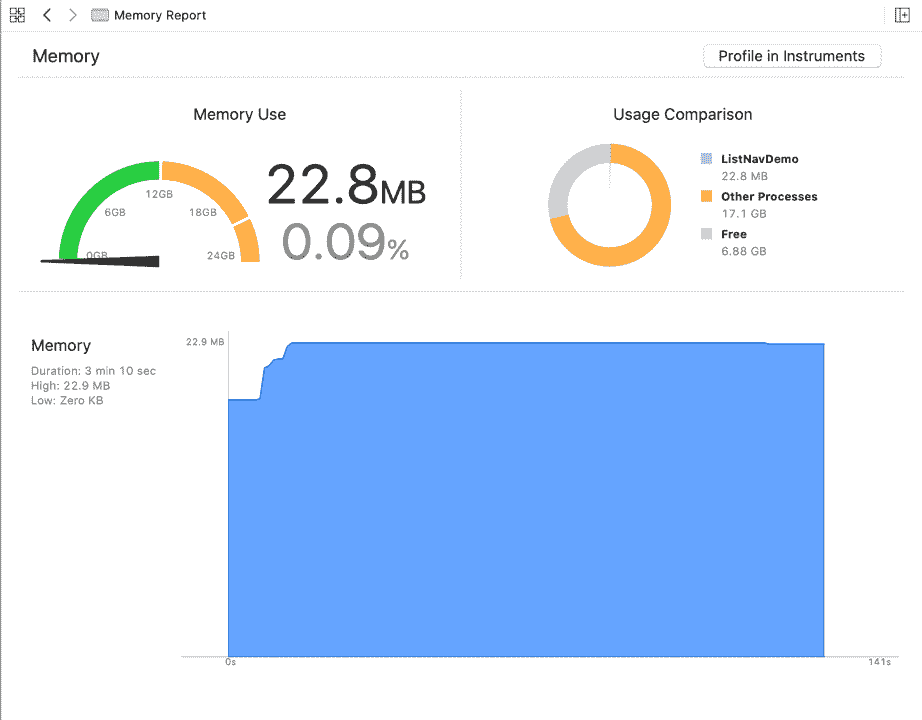 Memory Report
Memory
Profile in Instruments
Memory Use
Usage Comparison
0GB
6GB
12GB
18GB
24GB
22.8MB
0.09%
ListNavDemo
22.8 MB
Other Processes
17.1 GB
Free
6.88 GB
Memory
Duration: 3 min 10 sec
High: 22.9 MB
Low: Zero KB
22.9 MB
0s
141s